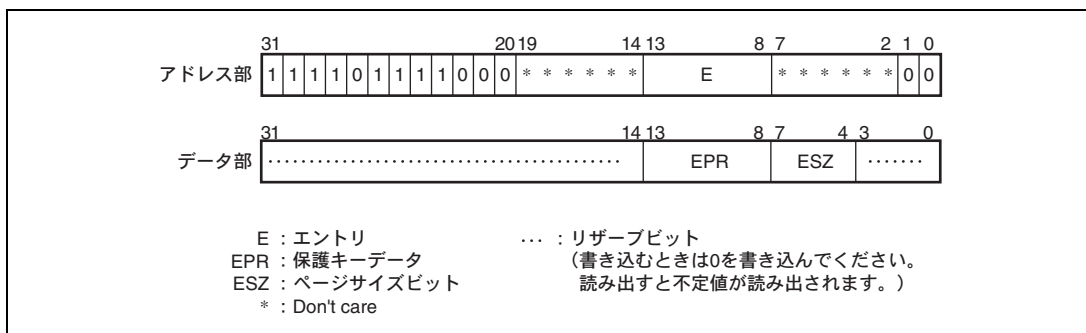 31 20 19 14 13 8 7 2 1 0
アドレス部 1 1 1 1 0 1 1 1 1 0 0 0 * * * * * * E * * * * * * 0 0
31 14 13 8 7 4 3 0
データ部 ........................................ EPR ESZ .......
E : エントリ ... : リザーブビット
EPR : 保護キーデータ (書き込むときは0を書き込んでください。
ESZ : ページサイズビット 読み出すと不定値が読み出されます。)
* : Don't care